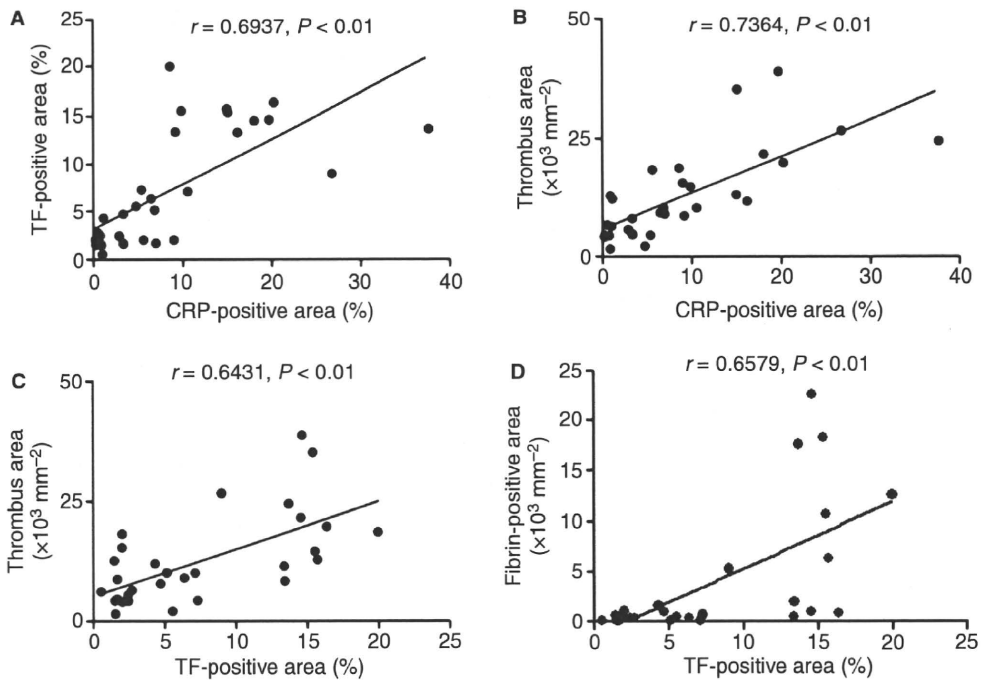 A
r = 0.6937, P < 0.01
TF-positive area (%)
25
20
15
10
5
0
0 10 20 30 40
CRP-positive area (%)
B
r = 0.7364, P < 0.01
Thrombus area
(×10³ mm⁻²)
50
25
0
0 10 20 30 40
CRP-positive area (%)
C
r = 0.6431, P < 0.01
Thrombus area
(×10³ mm⁻²)
50
25
0
0 5 10 15 20 25
TF-positive area (%)
D
r = 0.6579, P < 0.01
Fibrin-positive area
(×10³ mm⁻²)
25
20
15
10
5
0
0 5 10 15 20 25
TF-positive area (%)